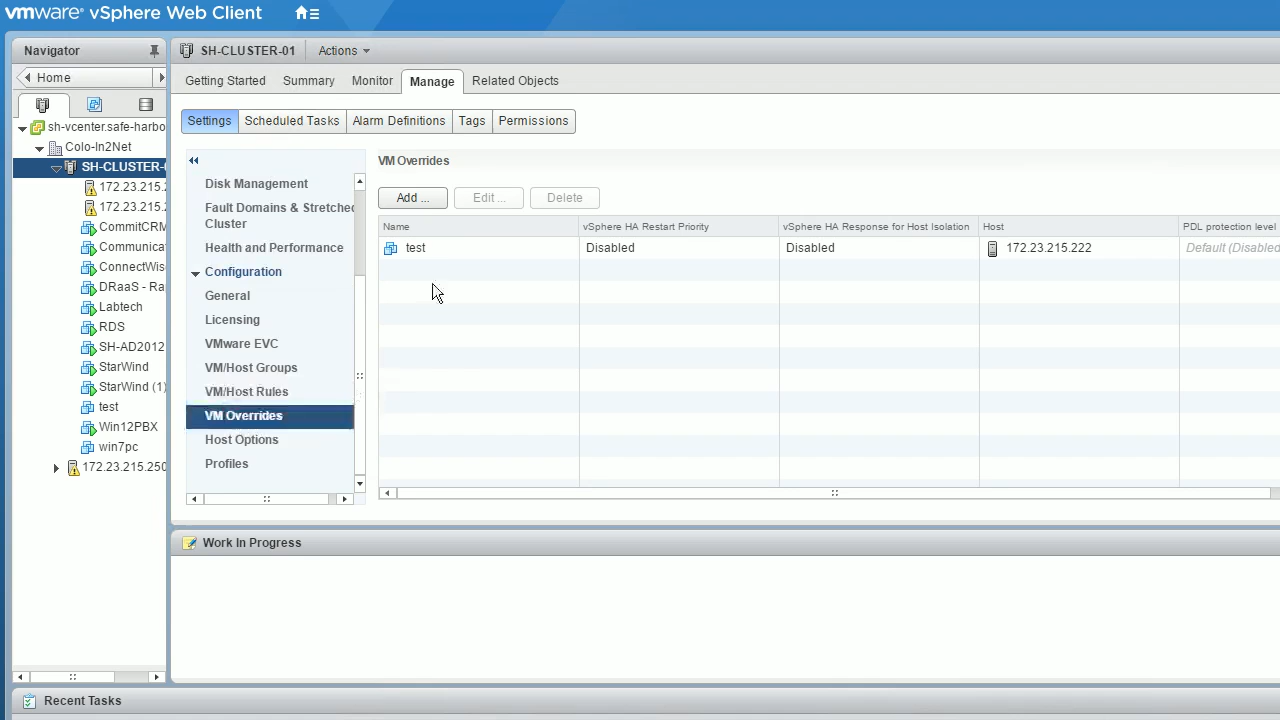 vmware vSphere Web Client
Navigator
Home
sh-vcenter.safe-harbo
Colo-In2Net
SH-CLUSTER-
172.23.215.
172.23.215.
CommitCRM
Communica
ConnectWis
DRaaS - Ra
Labtech
RDS
SH-AD2012
StarWind
StarWind (1)
test
Win12PBX
win7pc
172.23.215.250
SH-CLUSTER-01
Actions
Getting Started Summary Monitor Manage Related Objects
Settings Scheduled Tasks Alarm Definitions Tags Permissions
Disk Management
Fault Domains & Stretched
Cluster
Health and Performance
Configuration
General
Licensing
VMware EVC
VM/Host Groups
VM/Host Rules
VM Overrides
Host Options
Profiles
VM Overrides
Add ... Edit ... Delete
Name vSphere HA Restart Priority vSphere HA Response for Host Isolation Host PDL protection level
test Disabled Disabled 172.23.215.222 Default (Disabled
Work In Progress
Recent Tasks